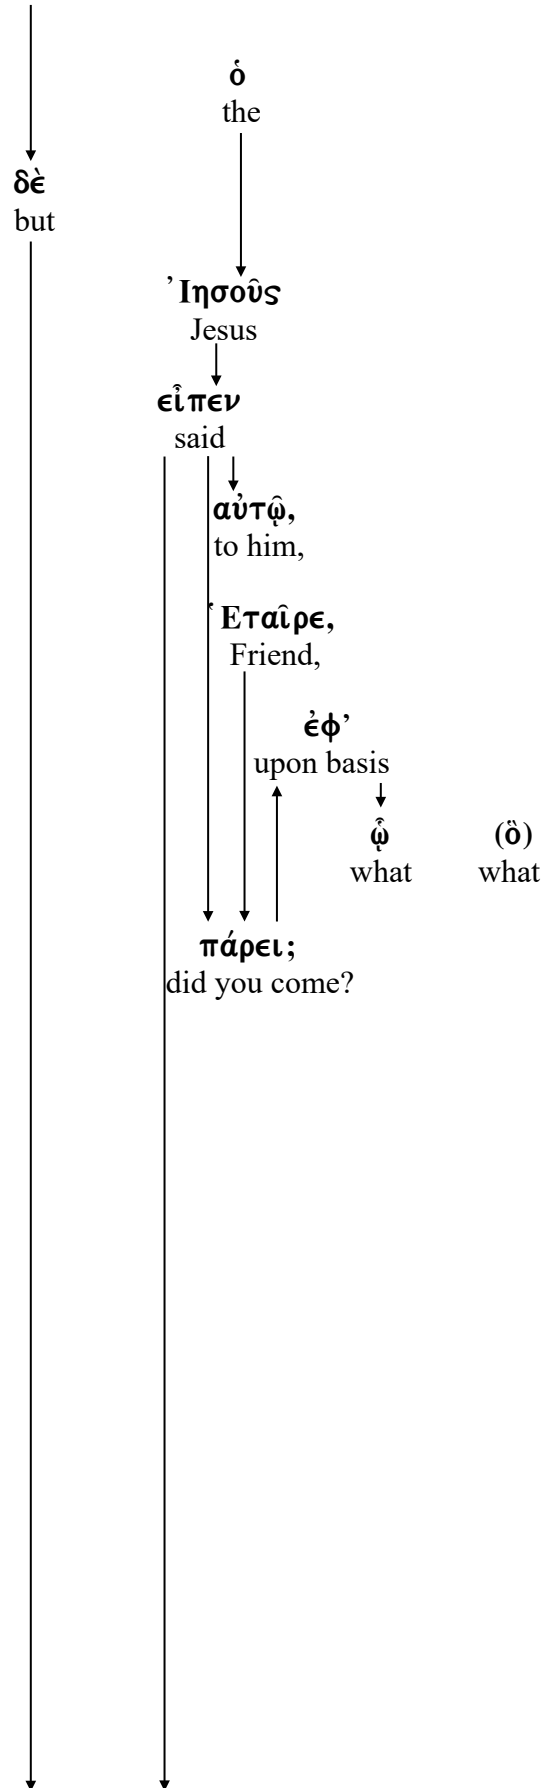 ὁ
the
δὲ
but
Ἰησοῦς
Jesus
εἶπεν
said
αὐτῷ,
to him,
Ἑταῖρε,
Friend,
ἐφ’
upon basis
ᾧ (ὃ)
what what
πάρει;
did you come?